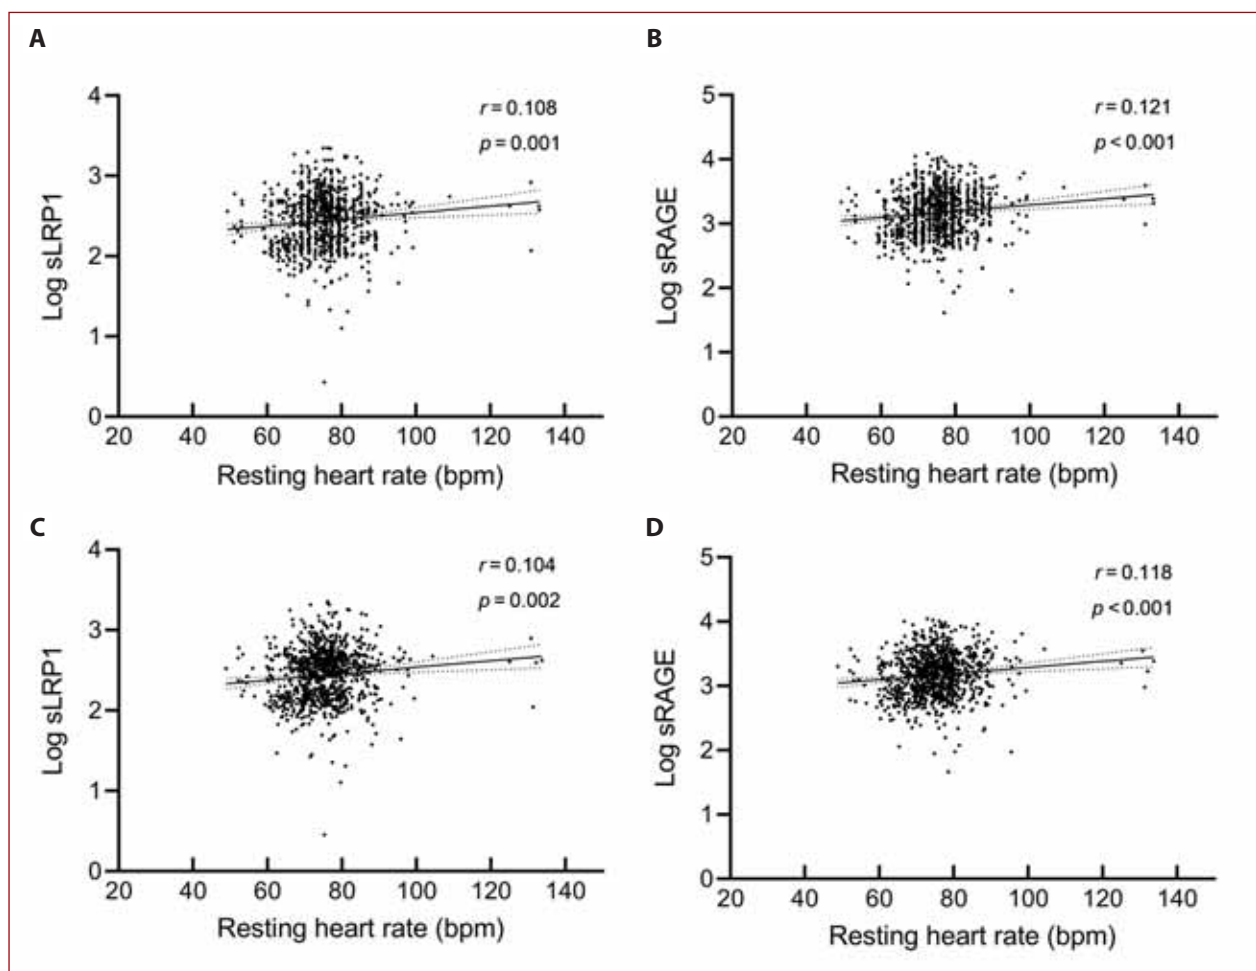 A
r = 0.108
p = 0.001
4
3
2
1
0
Log sLRP1
20 40 60 80 100 120 140
Resting heart rate (bpm)
B
r = 0.121
p < 0.001
5
4
3
2
1
0
Log sRAGE
20 40 60 80 100 120 140
Resting heart rate (bpm)
C
r = 0.104
p = 0.002
4
3
2
1
0
Log sLRP1
20 40 60 80 100 120 140
Resting heart rate (bpm)
D
r = 0.118
p < 0.001
5
4
3
2
1
0
Log sRAGE
20 40 60 80 100 120 140
Resting heart rate (bpm)